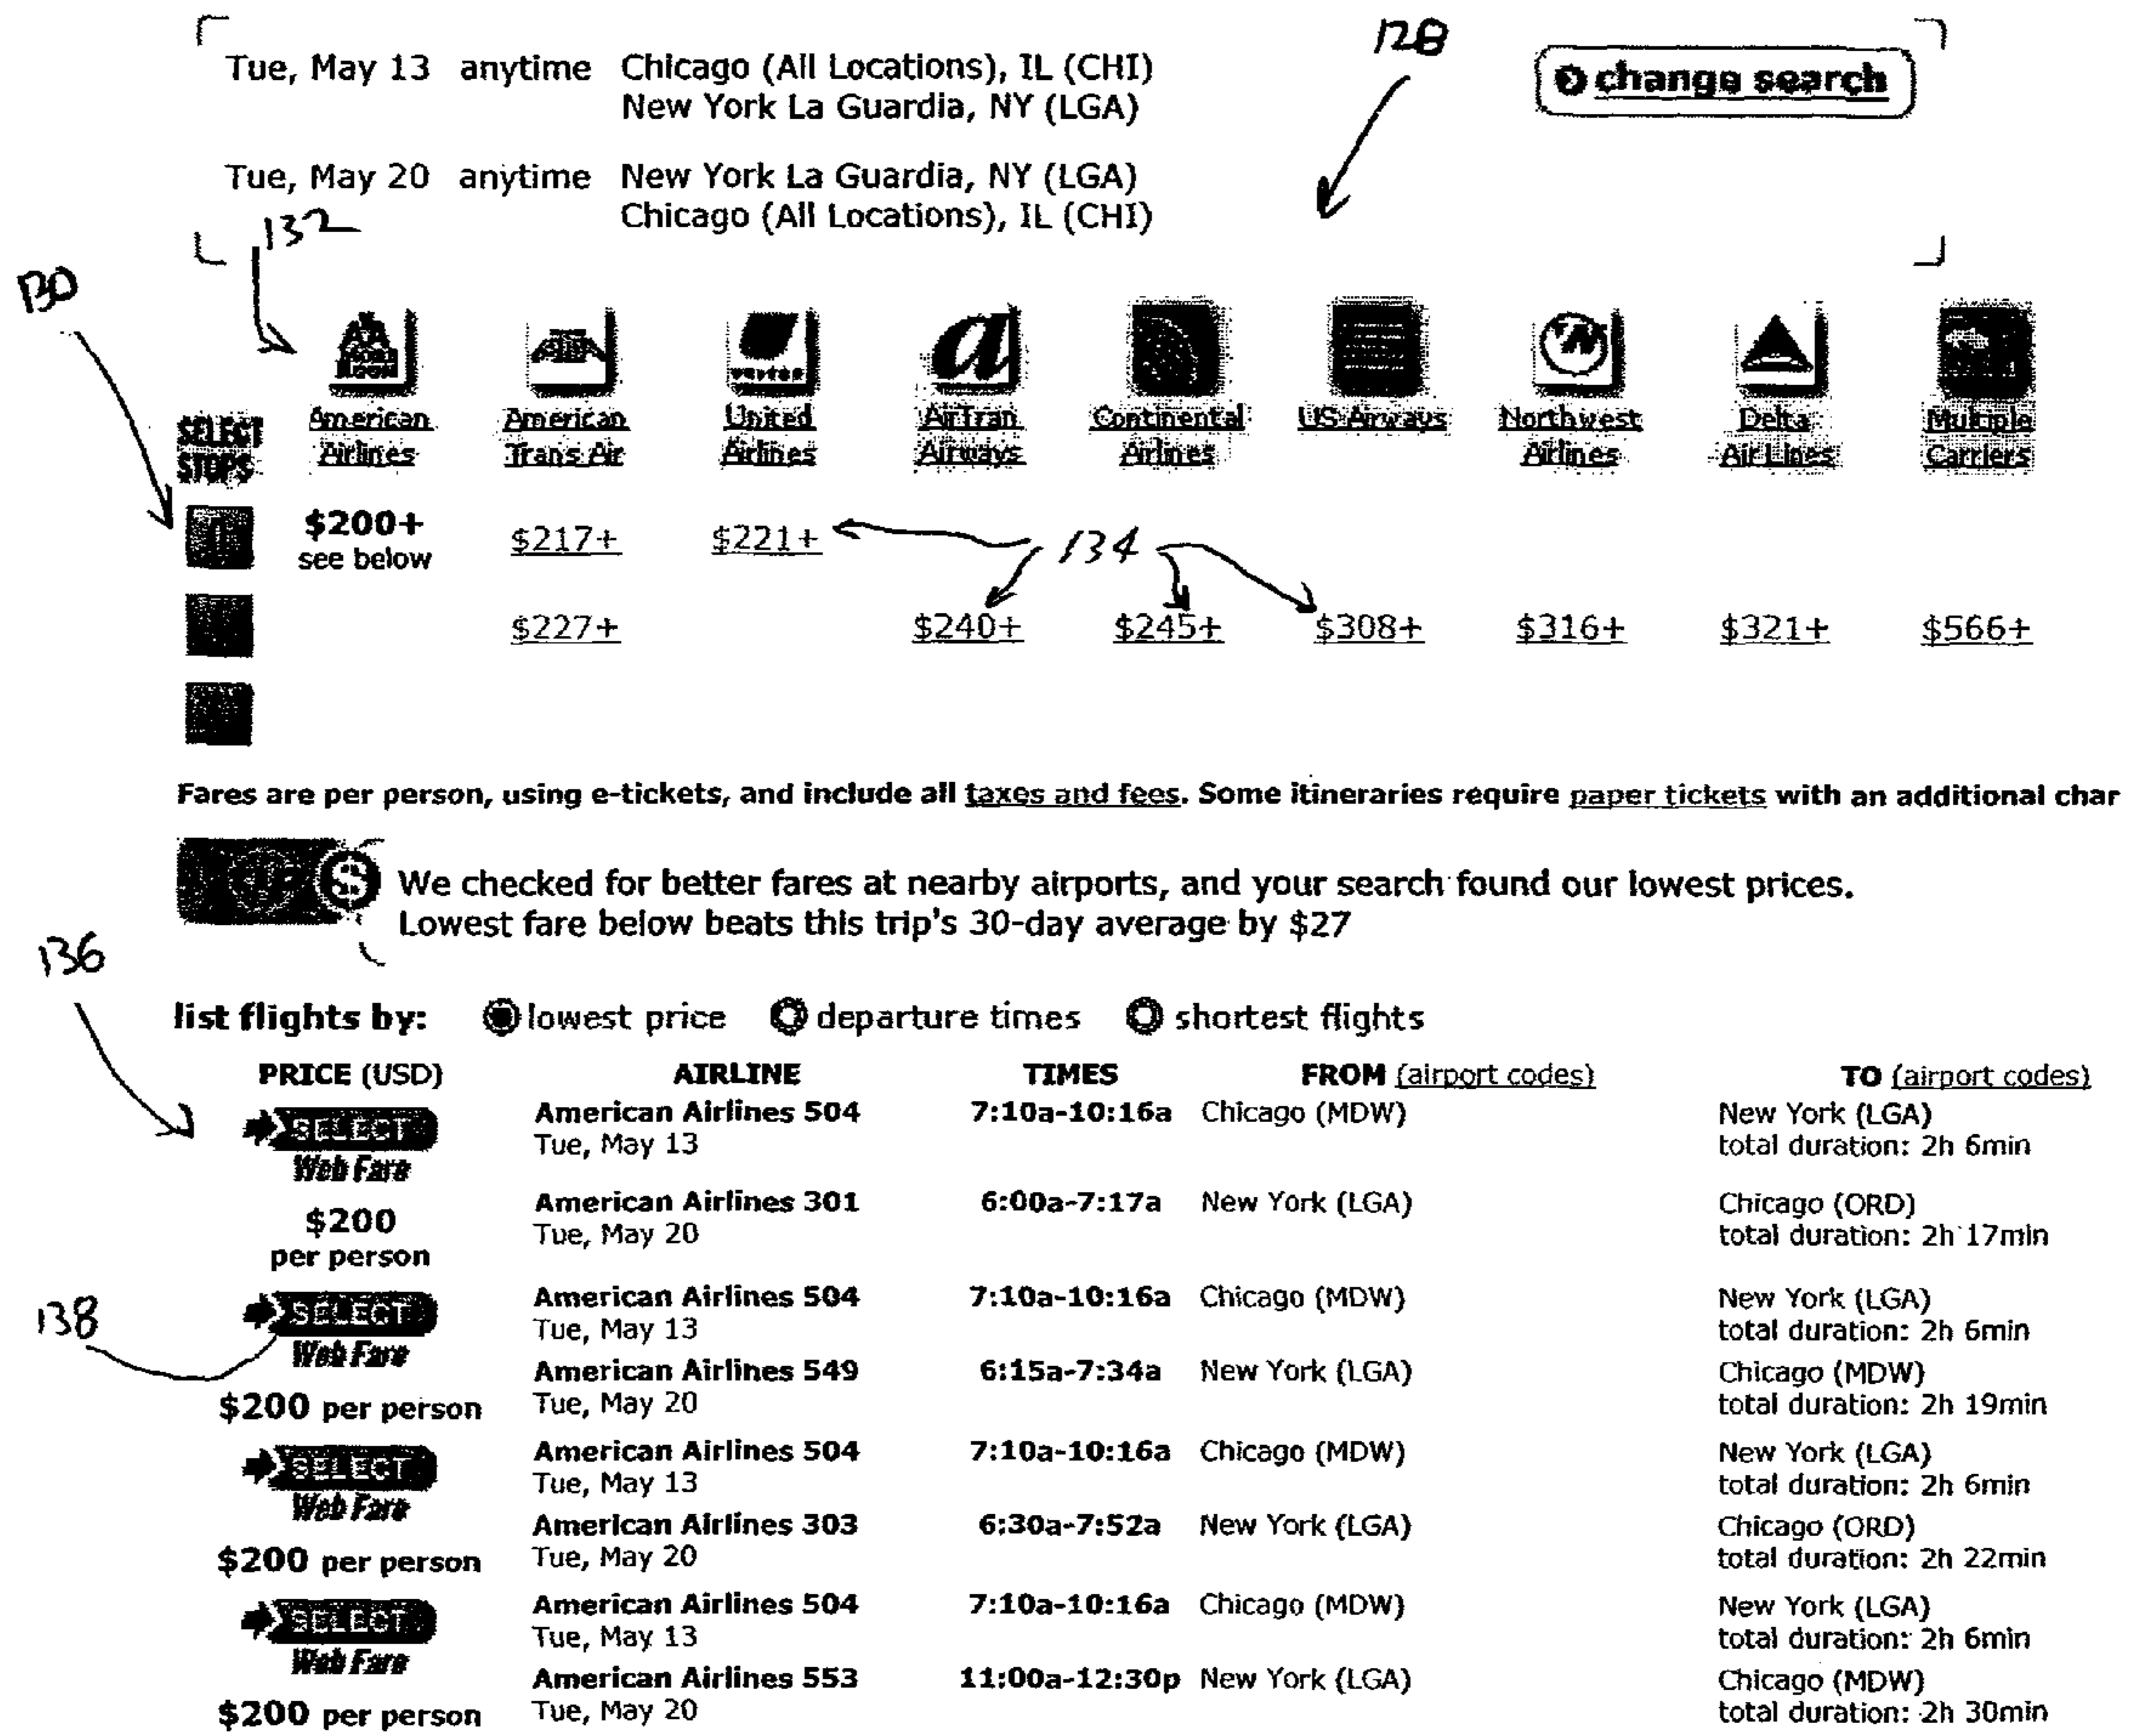 128
Tue, May 13 anytime Chicago (All Locations), IL (CHI)
New York La Guardia, NY (LGA)
change search
Tue, May 20 anytime New York La Guardia, NY (LGA)
Chicago (All Locations), IL (CHI)
132
130
SELECT STOPS
American Airlines
American Trans Air
United Airlines
AirTran Airways
Continental Airlines
US Airways
Northwest Airlines
Delta Air Lines
Multiple Carriers
0 $200+ $217+ $221+
see below
134
$227+ $240+ $245+ $308+ $316+ $321+ $566+
Fares are per person, using e-tickets, and include all taxes and fees. Some itineraries require paper tickets with an additional char
$
We checked for better fares at nearby airports, and your search found our lowest prices.
Lowest fare below beats this trip's 30-day average by $27
136
list flights by: lowest price departure times shortest flights
PRICE (USD) AIRLINE TIMES FROM (airport codes) TO (airport codes)
SELECT American Airlines 504 7:10a-10:16a Chicago (MDW) New York (LGA)
Tue, May 13 total duration: 2h 6min
Web Fare
American Airlines 301 6:00a-7:17a New York (LGA) Chicago (ORD)
$200 Tue, May 20 total duration: 2h 17min
per person
138
SELECT American Airlines 504 7:10a-10:16a Chicago (MDW) New York (LGA)
Tue, May 13 total duration: 2h 6min
Web Fare
American Airlines 549 6:15a-7:34a New York (LGA) Chicago (MDW)
$200 per person Tue, May 20 total duration: 2h 19min
SELECT American Airlines 504 7:10a-10:16a Chicago (MDW) New York (LGA)
Tue, May 13 total duration: 2h 6min
Web Fare
American Airlines 303 6:30a-7:52a New York (LGA) Chicago (ORD)
$200 per person Tue, May 20 total duration: 2h 22min
SELECT American Airlines 504 7:10a-10:16a Chicago (MDW) New York (LGA)
Tue, May 13 total duration: 2h 6min
Web Fare
American Airlines 553 11:00a-12:30p New York (LGA) Chicago (MDW)
$200 per person Tue, May 20 total duration: 2h 30min